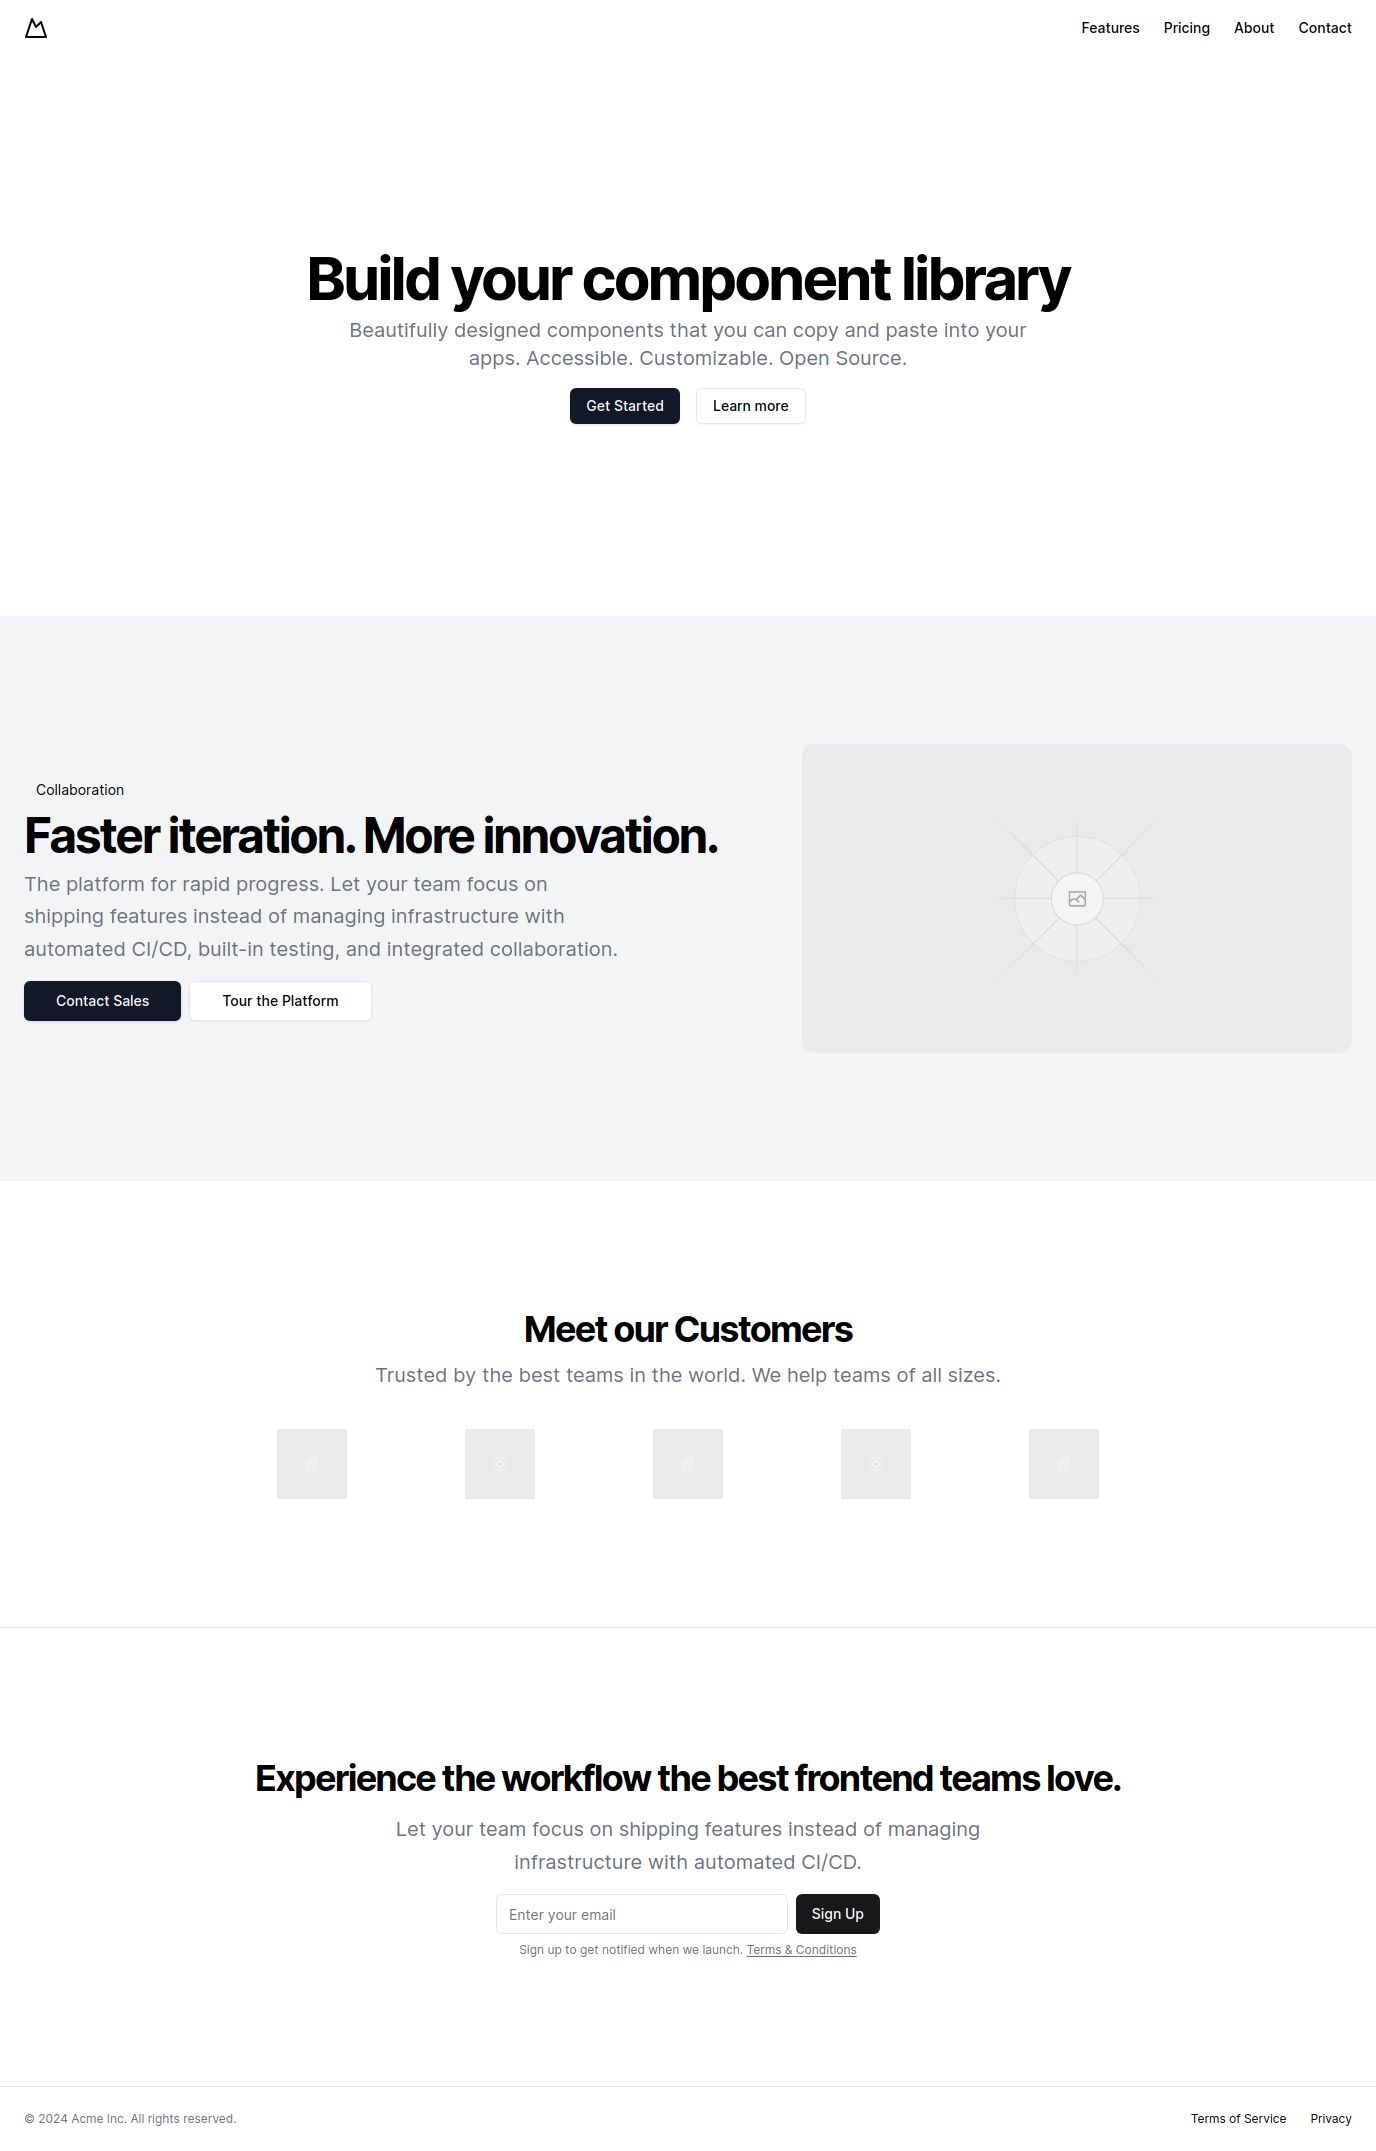 Features Pricing About Contact
Build your component library
Beautifully designed components that you can copy and paste into your
apps. Accessible. Customizable. Open Source.
Get Started Learn more
Collaboration
Faster iteration. More innovation.
The platform for rapid progress. Let your team focus on
shipping features instead of managing infrastructure with
automated CI/CD, built-in testing, and integrated collaboration.
Contact Sales Tour the Platform
Meet our Customers
Trusted by the best teams in the world. We help teams of all sizes.
Experience the workflow the best frontend teams love.
Let your team focus on shipping features instead of managing
infrastructure with automated CI/CD.
Enter your email Sign Up
Sign up to get notified when we launch. Terms & Conditions
© 2024 Acme Inc. All rights reserved. Terms of Service Privacy